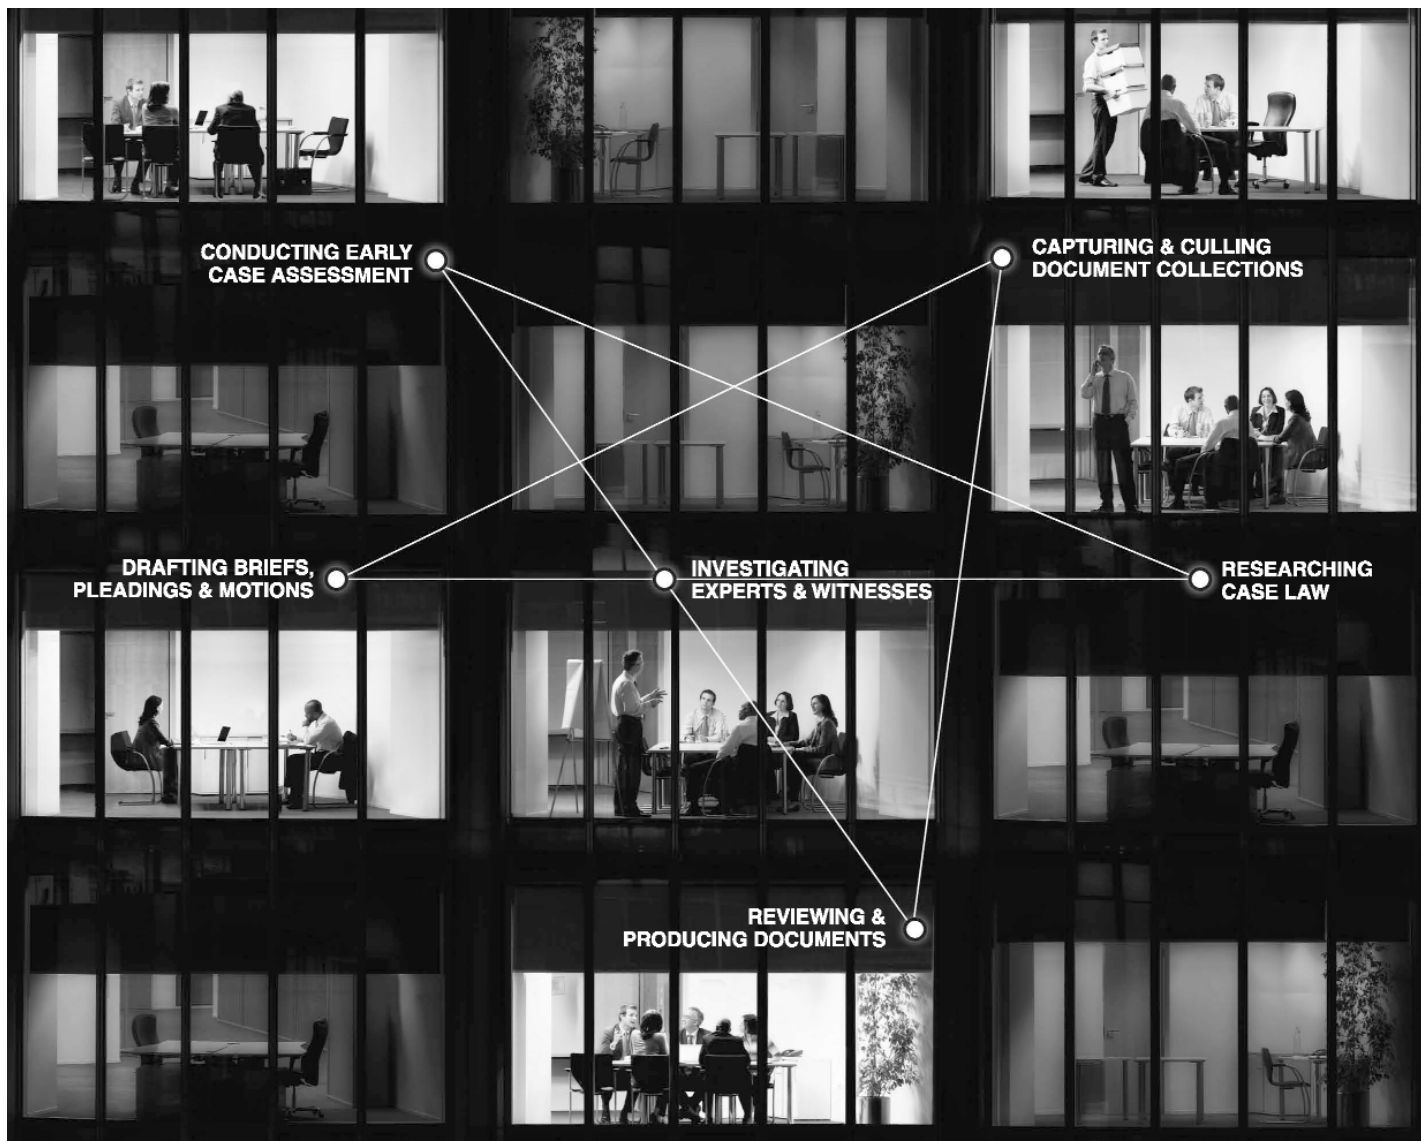 CONDUCTING EARLY
CASE ASSESSMENT
CAPTURING & CULLING
DOCUMENT COLLECTIONS
DRAFTING BRIEFS,
PLEADINGS & MOTIONS
INVESTIGATING
EXPERTS & WITNESSES
RESEARCHING
CASE LAW
REVIEWING &
PRODUCING DOCUMENTS